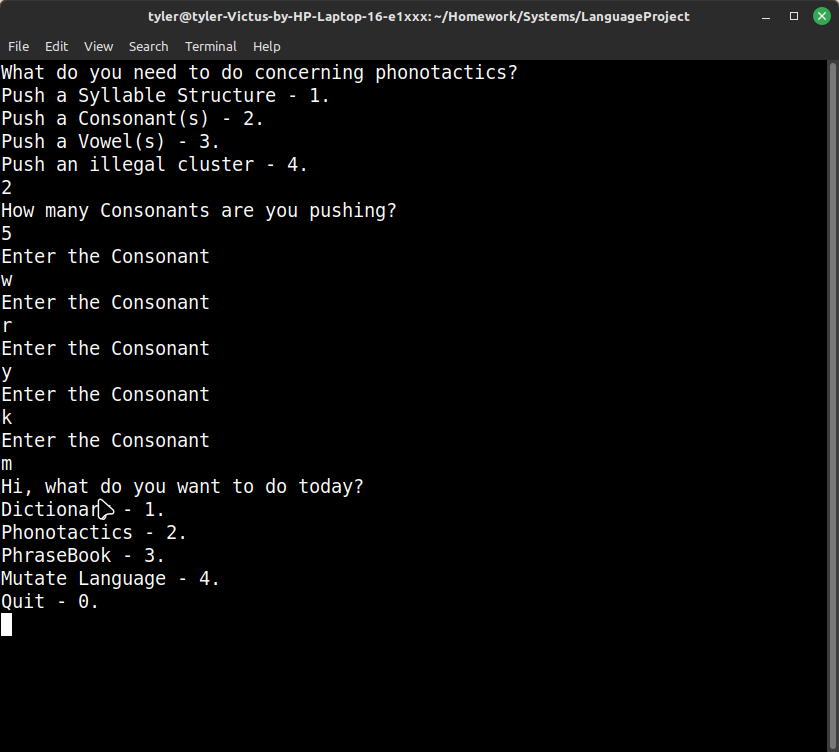 tyler@tyler-Victus-by-HP-Laptop-16-e1xxx: ~/Homework/Systems/LanguageProject
File Edit View Search Terminal Help
What do you need to do concerning phonotactics?
Push a Syllable Structure - 1.
Push a Consonant(s) - 2.
Push a Vowel(s) - 3.
Push an illegal cluster - 4.
2
How many Consonants are you pushing?
5
Enter the Consonant
w
Enter the Consonant
r
Enter the Consonant
y
Enter the Consonant
k
Enter the Consonant
m
Hi, what do you want to do today?
Dictionary - 1.
Phonotactics - 2.
PhraseBook - 3.
Mutate Language - 4.
Quit - 0.